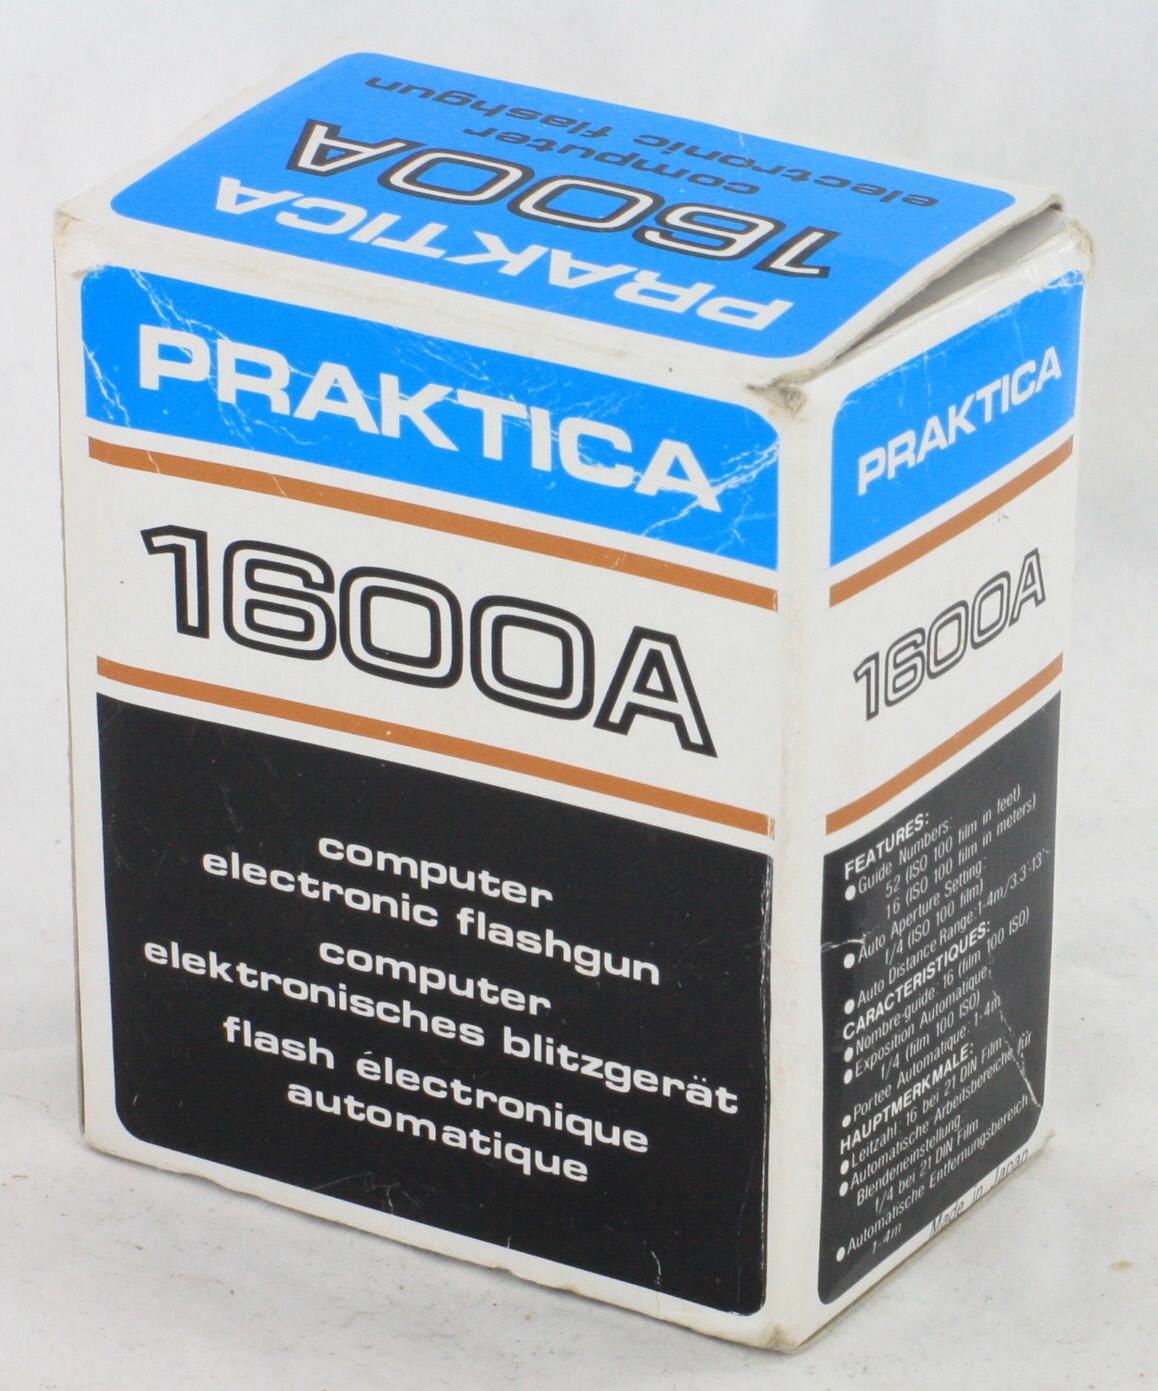 PRAKTICA
1600A
computer
electronic flashgun
PRAKTICA
1600A
computer
electronic flashgun
computer
elektronisches blitzgerät
flash électronique
automatique
PRAKTICA
1600A
FEATURES:
●Guide Numbers:
52 (ISO 100 film in feet)
16 (ISO 100 film in meters)
●Auto Aperture Setting:
f/4 (ISO 100 film)
●Auto Distance Range: 1-4m/3.3'-13'
CARACTERISTIQUES:
●Nombre-guide: 16 (film 100 ISO)
●Exposition Automatique:
f/4 (film 100 ISO)
●Portee Automatique: 1-4m
HAUPTMERKMALE:
●Leitzahl: 16 bei 21 DIN Film
●Automatische Arbeitsbereiche für
Blendeneinstellung
f/4 bei 21 DIN Film
●Automatische Entfernungsbereich
1-4m
Made in Japan